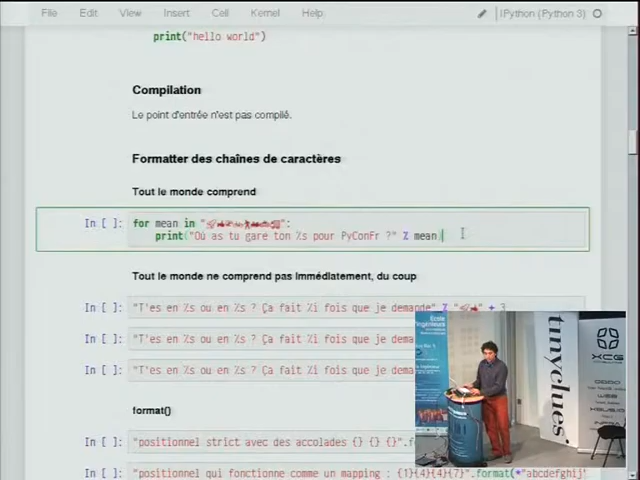 File Edit View Insert Cell Kernel Help IPython (Python 3)
print("hello world")
Compilation
Le point d'entrée n'est pas compilé.
Formatter des chaînes de caractères
Tout le monde comprend
In [ ]: for mean in "":
print("Où as tu gare ton %s pour PyConFr ?" % mean
Tout le monde ne comprend pas immédiatement, du coup
In [ ]: "T'es en %s ou en %s ? Ça fait %i fois que je demande" % "" + 3
In [ ]: "T'es en %s ou en %s ? Ça fait %i fois que je dema
In [ ]: "T'es en %s ou en %s ? Ça fait %i fois que je dema
format()
In [ ]: "positionnel strict avec des accolades {} {} {}".f
In [ ]: "positionnel qui fonctionne comme un mapping : {1}{4}{4}{7}".format(*"abcdefghij"
tinyclues
XCG